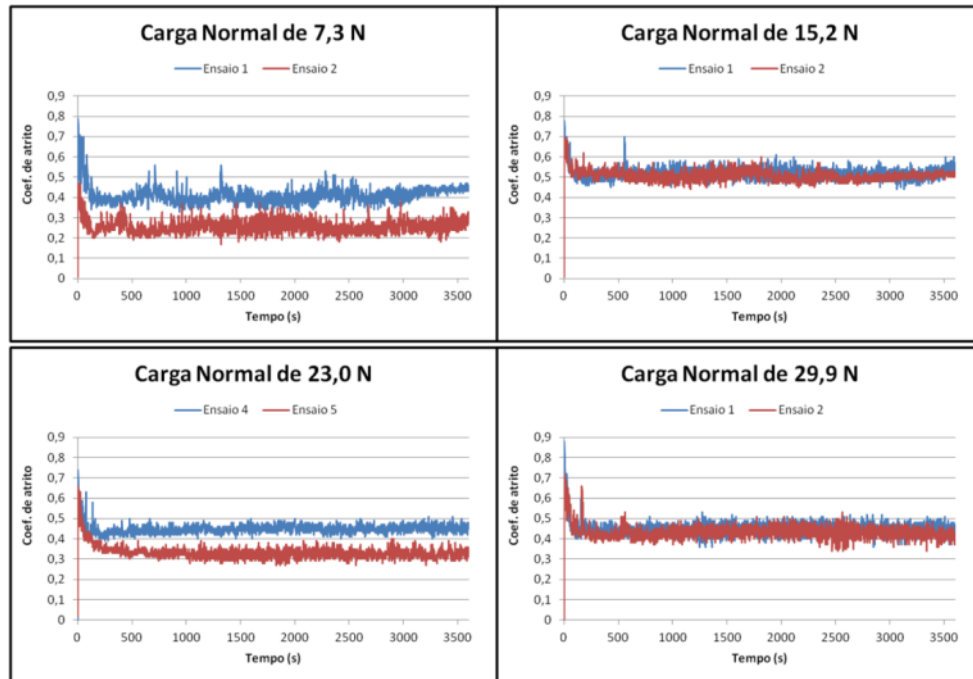 Carga Normal de 7,3 N
Ensaio 1 Ensaio 2
0,9
0,8
0,7
0,6
0,5
0,4
0,3
0,2
0,1
0
Coef. de atrito
0 500 1000 1500 2000 2500 3000 3500
Tempo (s)
Carga Normal de 15,2 N
Ensaio 1 Ensaio 2
0,9
0,8
0,7
0,6
0,5
0,4
0,3
0,2
0,1
0
Coef. de atrito
0 500 1000 1500 2000 2500 3000 3500
Tempo (s)
Carga Normal de 23,0 N
Ensaio 4 Ensaio 5
0,9
0,8
0,7
0,6
0,5
0,4
0,3
0,2
0,1
0
Coef. de atrito
0 500 1000 1500 2000 2500 3000 3500
Tempo (s)
Carga Normal de 29,9 N
Ensaio 1 Ensaio 2
0,9
0,8
0,7
0,6
0,5
0,4
0,3
0,2
0,1
0
Coef. de atrito
0 500 1000 1500 2000 2500 3000 3500
Tempo (s)